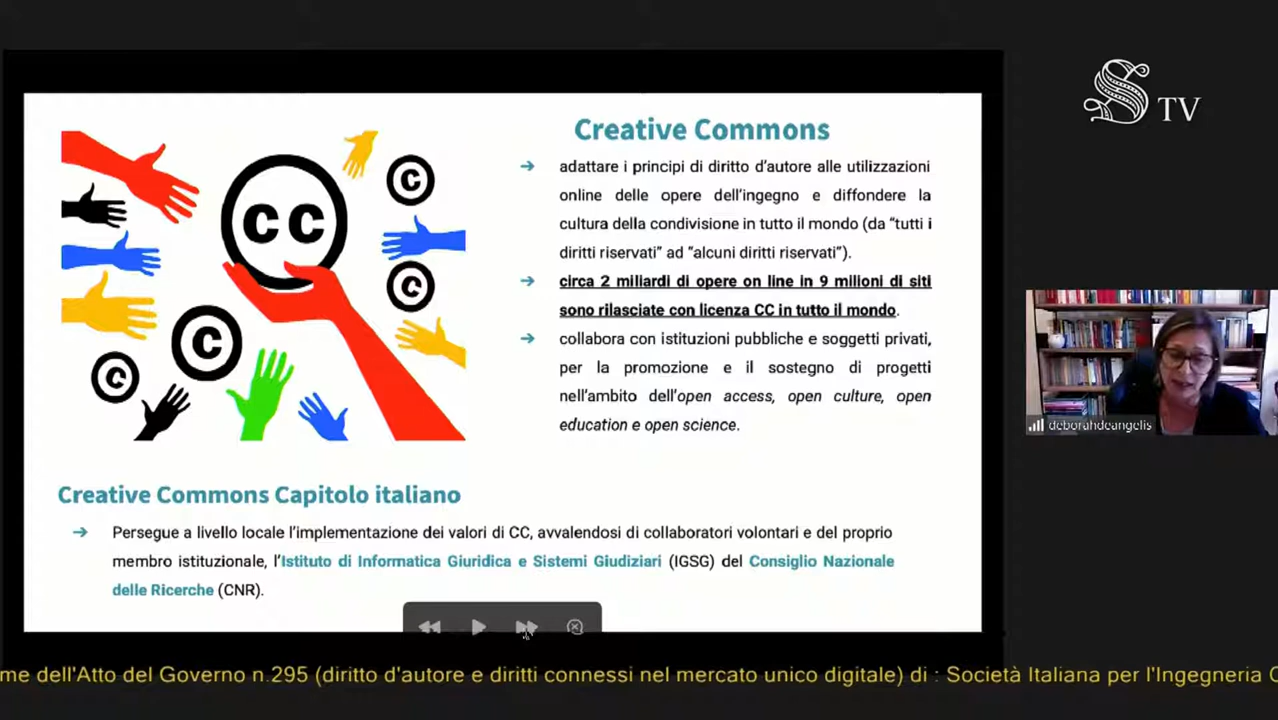 S TV
Creative Commons
→ adattare i principi di diritto d'autore alle utilizzazioni
online delle opere dell'ingegno e diffondere la
cultura della condivisione in tutto il mondo (da "tutti i
diritti riservati" ad "alcuni diritti riservati").
→ circa 2 miliardi di opere on line in 9 milioni di siti
sono rilasciate con licenza CC in tutto il mondo.
→ collabora con istituzioni pubbliche e soggetti privati,
per la promozione e il sostegno di progetti
nell'ambito dell'open access, open culture, open
education e open science.
cc
c
c
c
c
Creative Commons Capitolo italiano
→ Persegue a livello locale l'implementazione dei valori di CC, avvalendosi di collaboratori volontari e del proprio
membro istituzionale, l'Istituto di Informatica Giuridica e Sistemi Giudiziari (IGSG) del Consiglio Nazionale
delle Ricerche (CNR).
deborahdeangelis
me dell'Atto del Governo n.295 (diritto d'autore e diritti connessi nel mercato unico digitale) di : Società Italiana per l'Ingegneria C